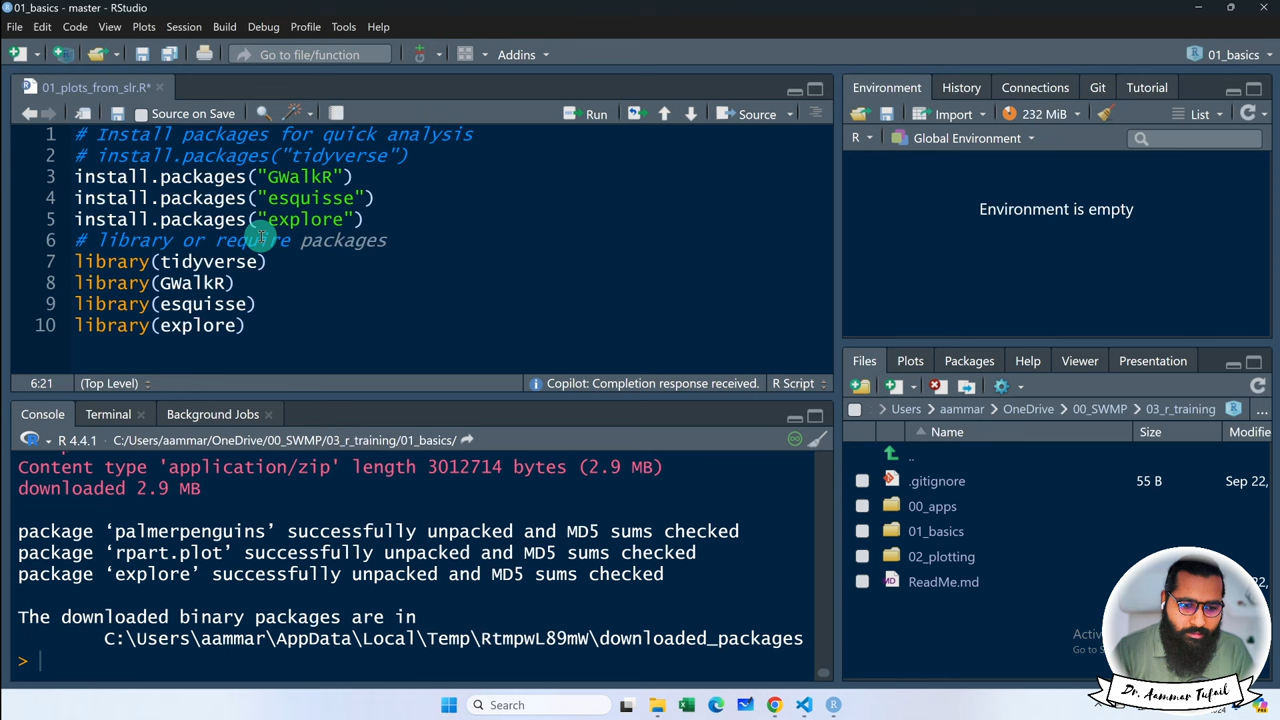 01_basics - master - RStudio
File Edit Code View Plots Session Build Debug Profile Tools Help
Go to file/function Addins 01_basics
01_plots_from_slr.R*
Source on Save Run Source
1 # Install packages for quick analysis
2 # install.packages("tidyverse")
3 install.packages("GWalkR")
4 install.packages("esquisse")
5 install.packages("explore")
6 # library or require packages
7 library(tidyverse)
8 library(GWalkR)
9 library(esquisse)
10 library(explore)
6:21 (Top Level) Copilot: Completion response received. R Script
Console Terminal Background Jobs
R 4.4.1 · C:/Users/aammar/OneDrive/00_SWMP/03_r_training/01_basics/
Content type 'application/zip' length 3012714 bytes (2.9 MB)
downloaded 2.9 MB
package ‘palmerpenguins’ successfully unpacked and MD5 sums checked
package ‘rpart.plot’ successfully unpacked and MD5 sums checked
package ‘explore’ successfully unpacked and MD5 sums checked
The downloaded binary packages are in
C:\Users\aammar\AppData\Local\Temp\RtmpwL89mW\downloaded_packages
>
Environment History Connections Git Tutorial
Import 232 MiB List
R Global Environment
Environment is empty
Files Plots Packages Help Viewer Presentation
Users aammar OneDrive 00_SWMP 03_r_training ...
Name Size Modifie
..
.gitignore 55 B Sep 22,
00_apps
01_basics
02_plotting
ReadMe.md
Activ
Go to S
Dr. Aammar Tufail
Search